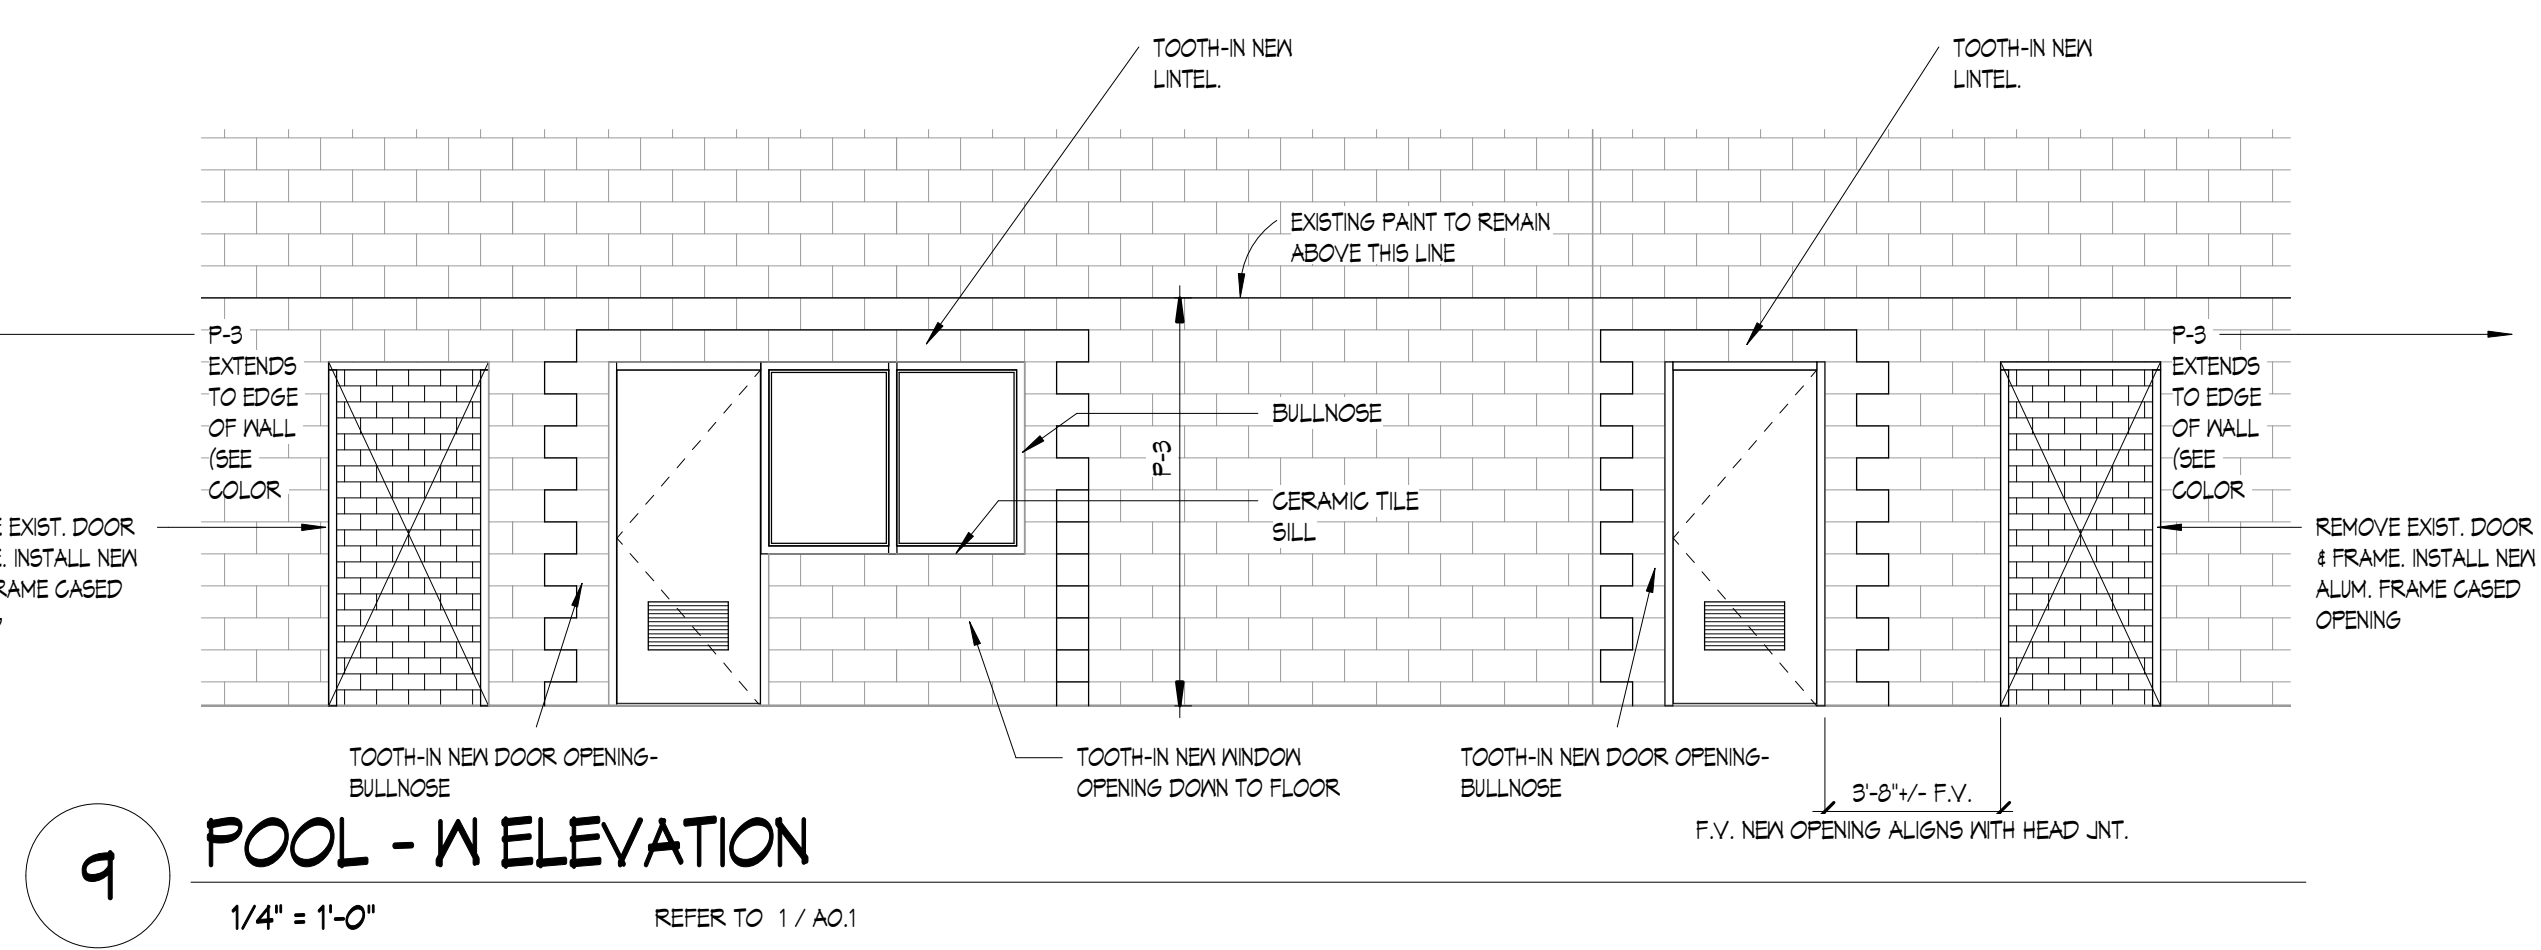 TOOTH-IN NEW
LINTEL.
TOOTH-IN NEW
LINTEL.
EXISTING PAINT TO REMAIN
ABOVE THIS LINE
P-3
EXTENDS
TO EDGE
OF WALL
(SEE
COLOR
P-3
EXTENDS
TO EDGE
OF WALL
(SEE
COLOR
BULLNOSE
P-3
CERAMIC TILE
SILL
EXIST. DOOR
INSTALL NEW
CASED
REMOVE EXIST. DOOR
& FRAME. INSTALL NEW
ALUM. FRAME CASED
OPENING
TOOTH-IN NEW DOOR OPENING-
BULLNOSE
TOOTH-IN NEW WINDOW
OPENING DOWN TO FLOOR
TOOTH-IN NEW DOOR OPENING-
BULLNOSE
3'-8"+/- F.V.
F.V. NEW OPENING ALIGNS WITH HEAD JNT.
9
POOL - W ELEVATION
1/4" = 1'-0"
REFER TO 1 / A0.1